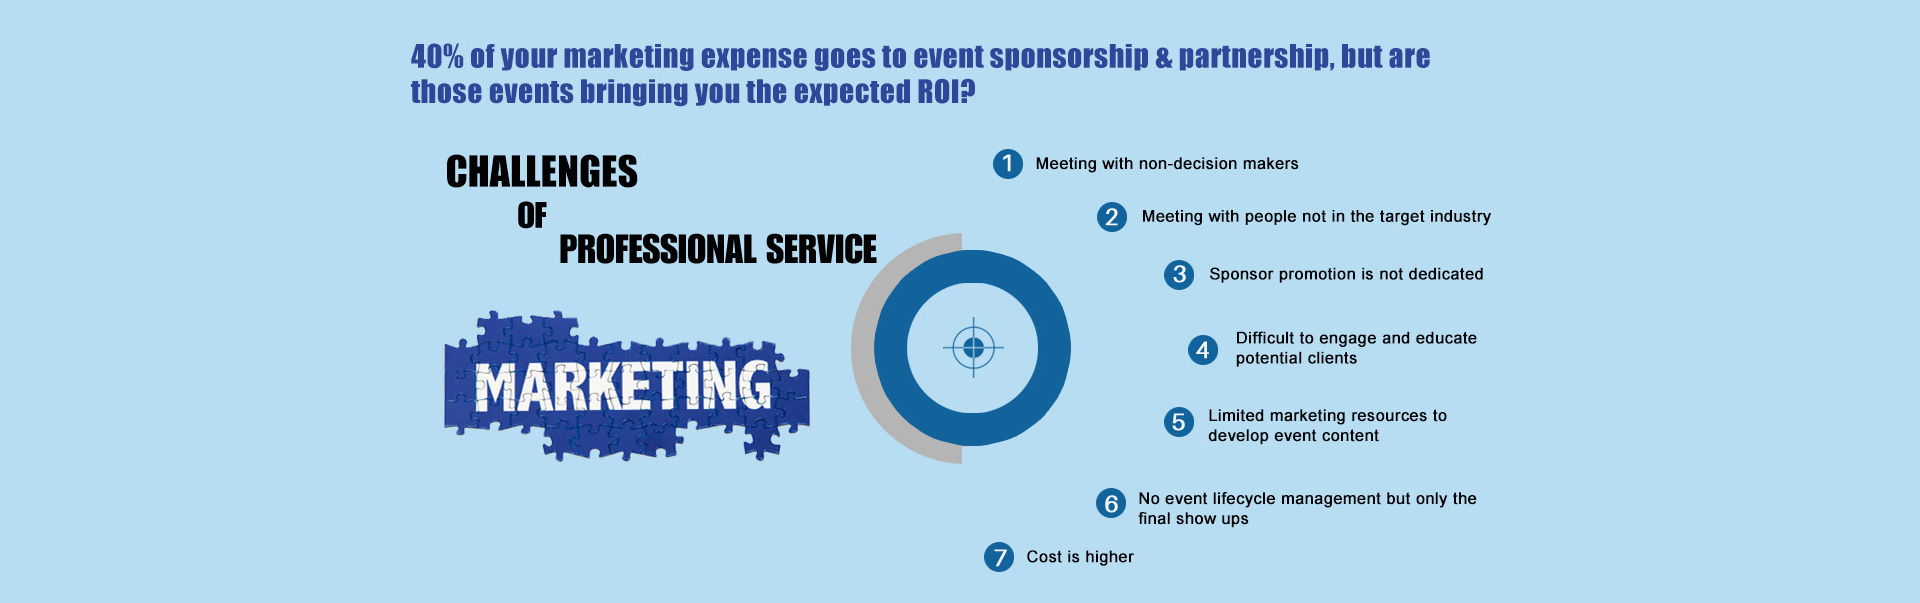 40% of your marketing expense goes to event sponsorship & partnership, but are
those events bringing you the expected ROI?
CHALLENGES
OF
PROFESSIONAL SERVICE
MARKETING
1 Meeting with non-decision makers
2 Meeting with people not in the target industry
3 Sponsor promotion is not dedicated
4 Difficult to engage and educate
potential clients
5 Limited marketing resources to
develop event content
6 No event lifecycle management but only the
final show ups
7 Cost is higher